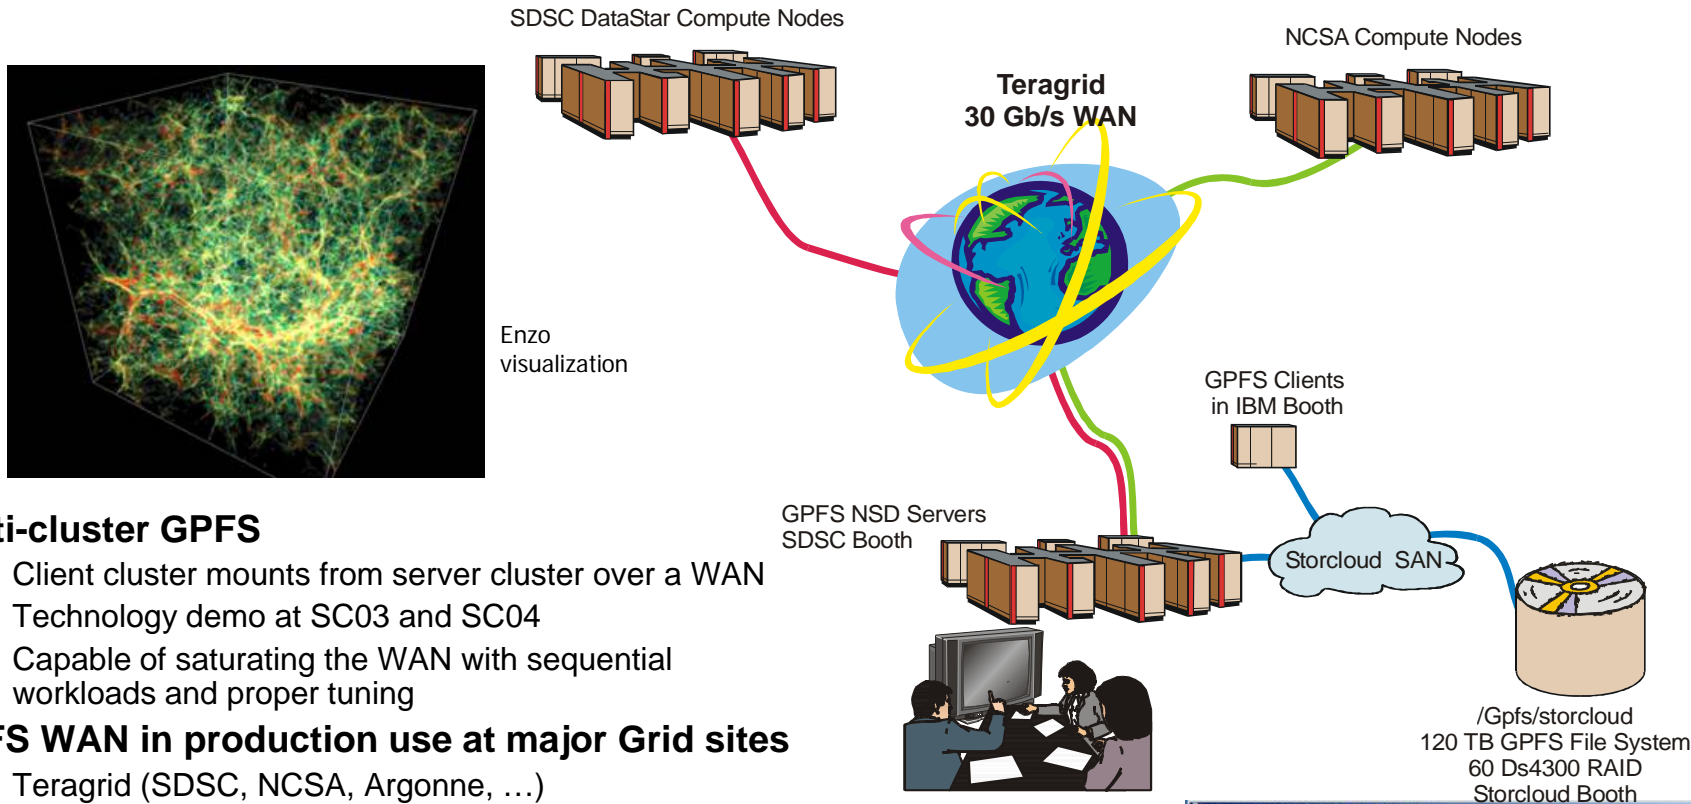 SDSC DataStar Compute Nodes
NCSA Compute Nodes
Teragrid
30 Gb/s WAN
Enzo
visualization
GPFS Clients
in IBM Booth
GPFS NSD Servers
SDSC Booth
Storcloud SAN
ti-cluster GPFS
Client cluster mounts from server cluster over a WAN
Technology demo at SC03 and SC04
Capable of saturating the WAN with sequential
workloads and proper tuning
FS WAN in production use at major Grid sites
Teragrid (SDSC, NCSA, Argonne, …)
/Gpfs/storcloud
120 TB GPFS File System
60 Ds4300 RAID
Storcloud Booth